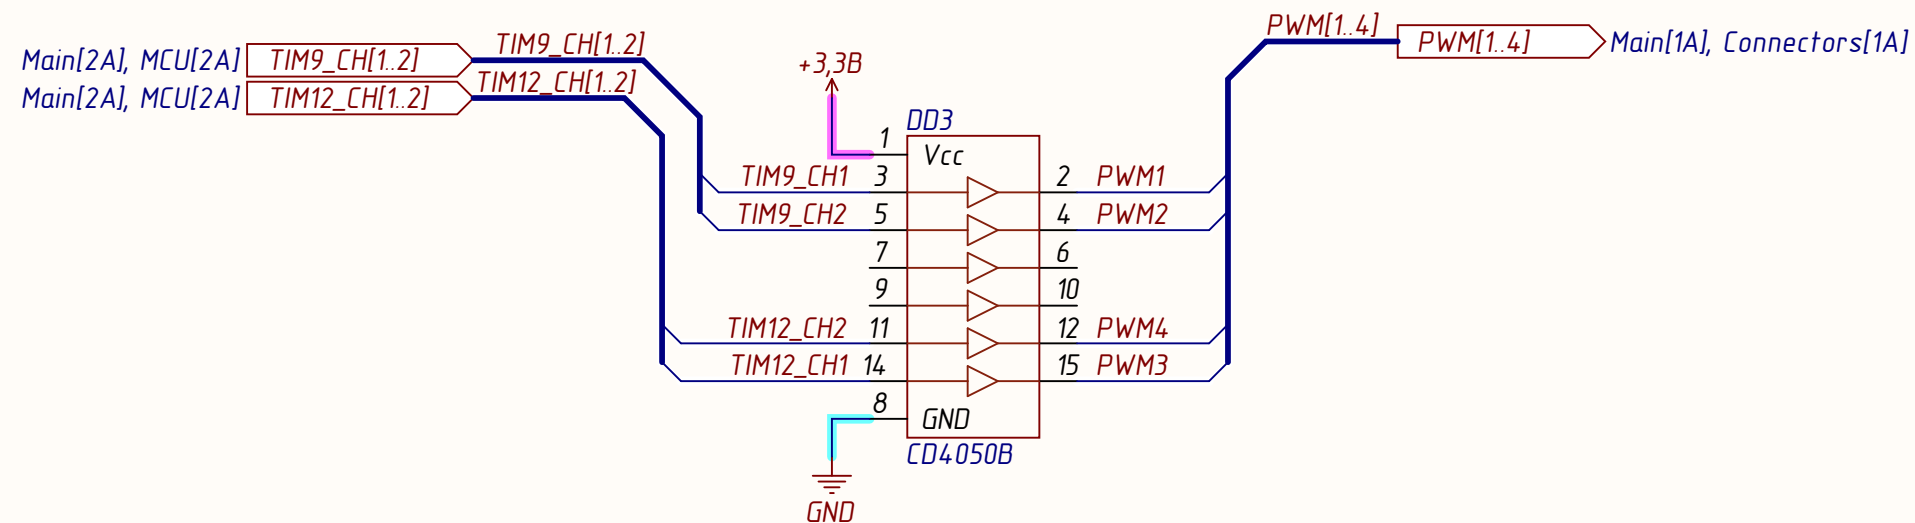 PWM[1..4]
TIM9_CH[1..2]
Main[2A], MCU[2A] TIM9_CH[1..2]
PWM[1..4] Main[1A], Connectors[1A]
+3,3В
TIM12_CH[1..2]
Main[2A], MCU[2A] TIM12_CH[1..2]
DD3
1 Vcc
TIM9_CH1 3 2 PWM1
TIM9_CH2 5 4 PWM2
7 6
9 10
TIM12_CH2 11 12 PWM4
TIM12_CH1 14 15 PWM3
8 GND
CD4050B
GND